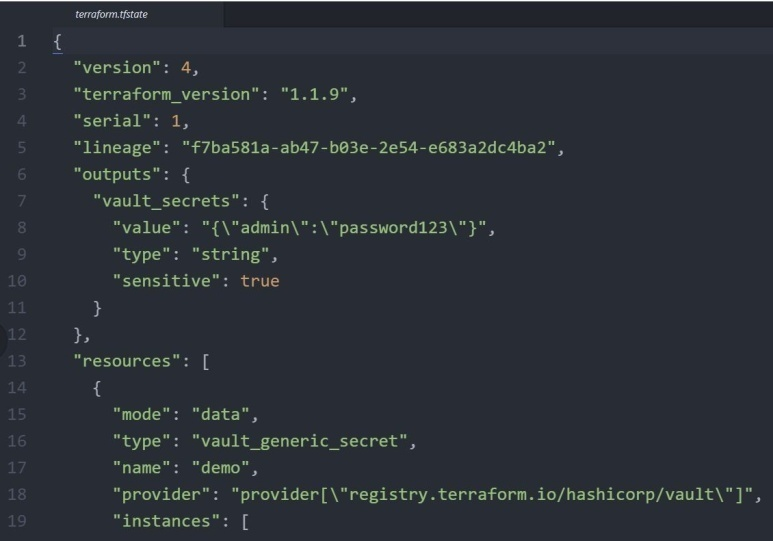 terraform.tfstate
1 {
2 "version": 4,
3 "terraform_version": "1.1.9",
4 "serial": 1,
5 "lineage": "f7ba581a-ab47-b03e-2e54-e683a2dc4ba2",
6 "outputs": {
7 "vault_secrets": {
8 "value": "{\"admin\":\"password123\"}",
9 "type": "string",
10 "sensitive": true
11 }
12 },
13 "resources": [
14 {
15 "mode": "data",
16 "type": "vault_generic_secret",
17 "name": "demo",
18 "provider": "provider[\"registry.terraform.io/hashicorp/vault\"]",
19 "instances": [